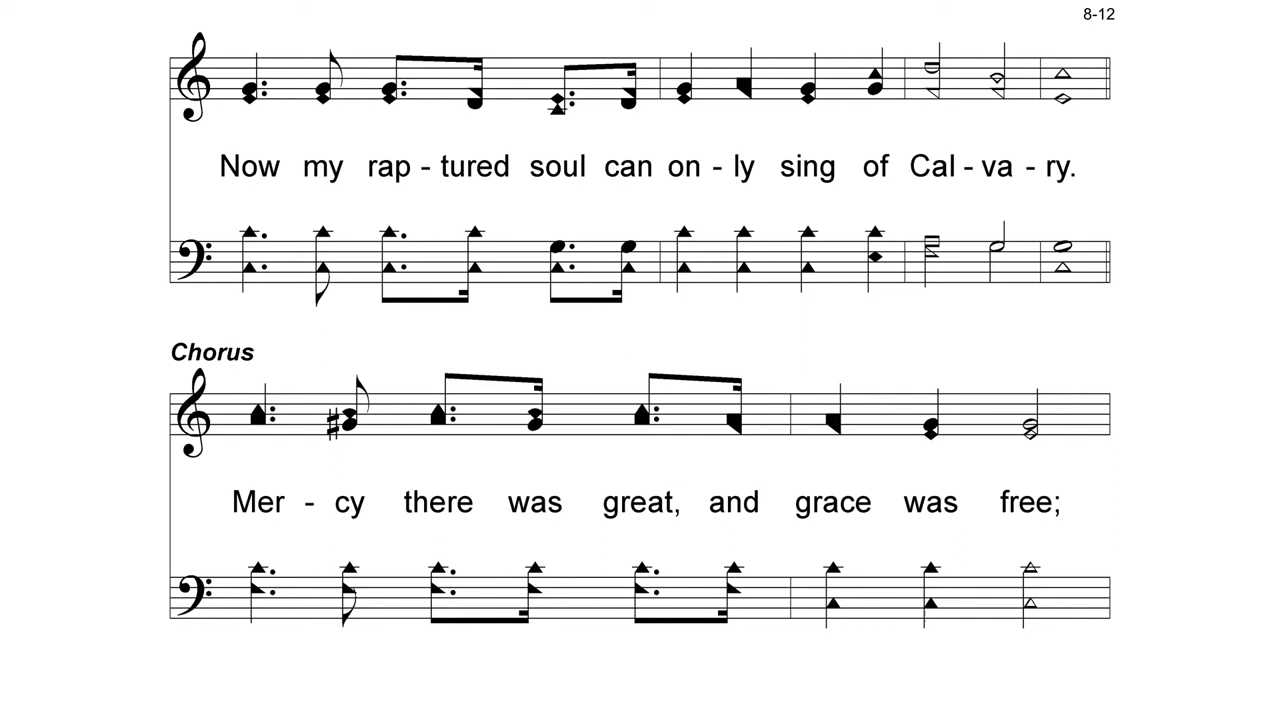 8-12
Now my rap - tured soul can on - ly sing of Cal - va - ry.
Chorus
Mer - cy there was great, and grace was free;